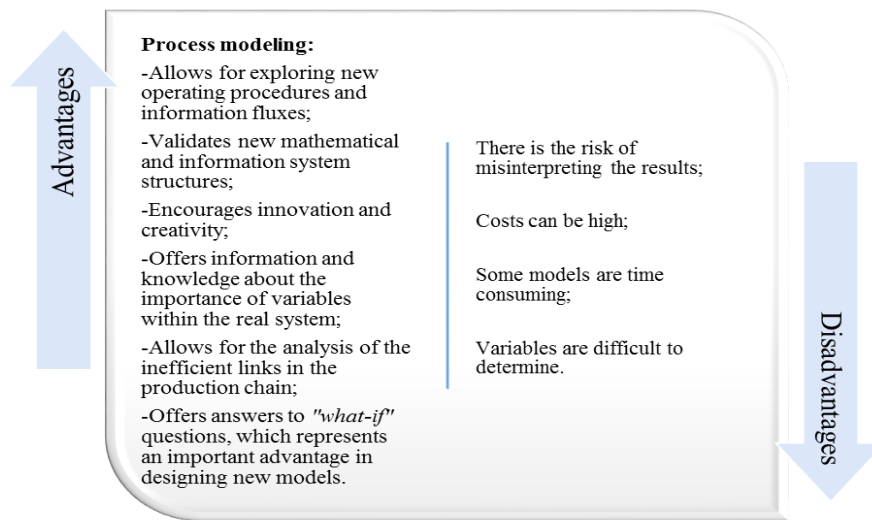 Advantages
Process modeling:
-Allows for exploring new
operating procedures and
information fluxes;
-Validates new mathematical
and information system
structures;
-Encourages innovation and
creativity;
-Offers information and
knowledge about the
importance of variables
within the real system;
-Allows for the analysis of the
inefficient links in the
production chain;
-Offers answers to "what-if"
questions, which represents
an important advantage in
designing new models.
There is the risk of
misinterpreting the results;
Costs can be high;
Some models are time
consuming;
Variables are difficult to
determine.
Disadvantages